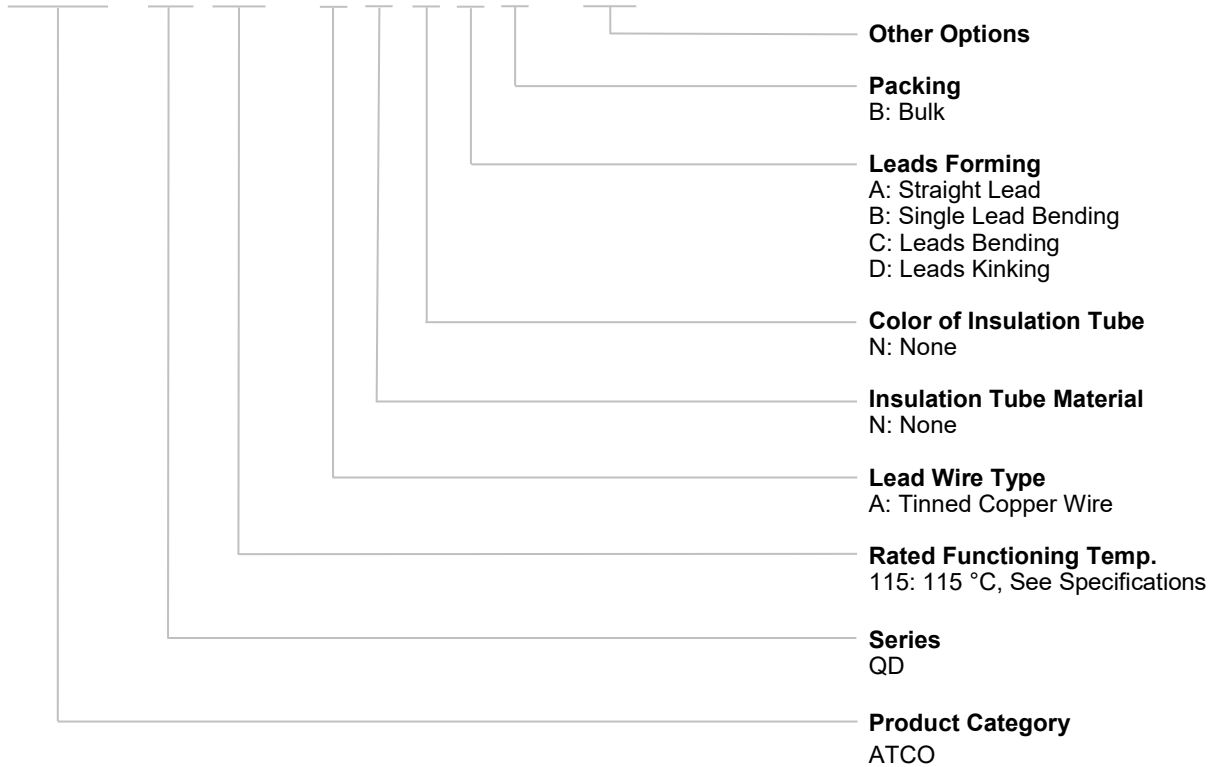 Other Options
Packing
B: Bulk
Leads Forming
A: Straight Lead
B: Single Lead Bending
C: Leads Bending
D: Leads Kinking
Color of Insulation Tube
N: None
Insulation Tube Material
N: None
Lead Wire Type
A: Tinned Copper Wire
Rated Functioning Temp.
115: 115 °C, See Specifications
Series
QD
Product Category
ATCO